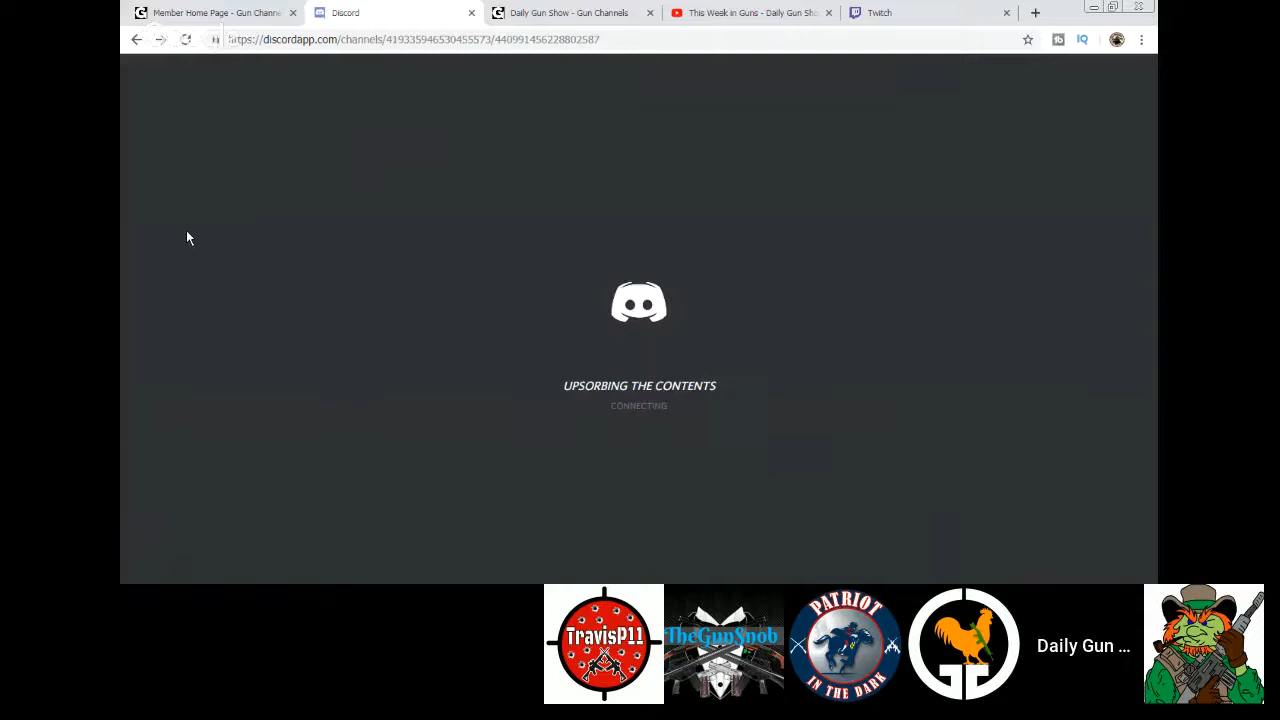 Member Home Page - Gun Channe
Discord
Daily Gun Show - Gun Channels
This Week in Guns - Daily Gun Sho
Twitch
https://discordapp.com/channels/419335946530455573/440991456228802587
UPSORBING THE CONTENTS
CONNECTING
TravisP11
TheGunSnob
PATRIOT
IN THE DARK
Daily Gun ...